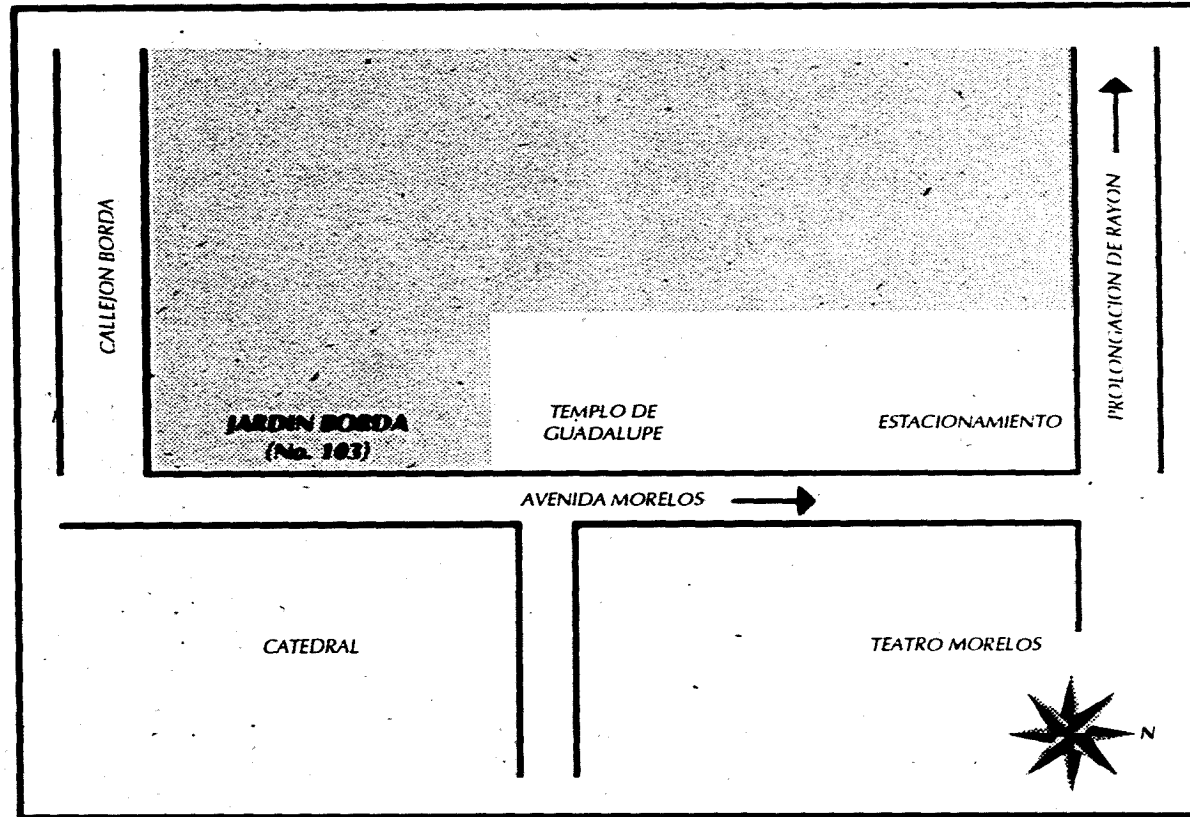 CALLEJON BORDA
PROLONGACION DE RAYON
JARDIN BORDA
(No. 103)
TEMPLO DE
GUADALUPE
ESTACIONAMIENTO
AVENIDA MORELOS
CATEDRAL
TEATRO MORELOS
N